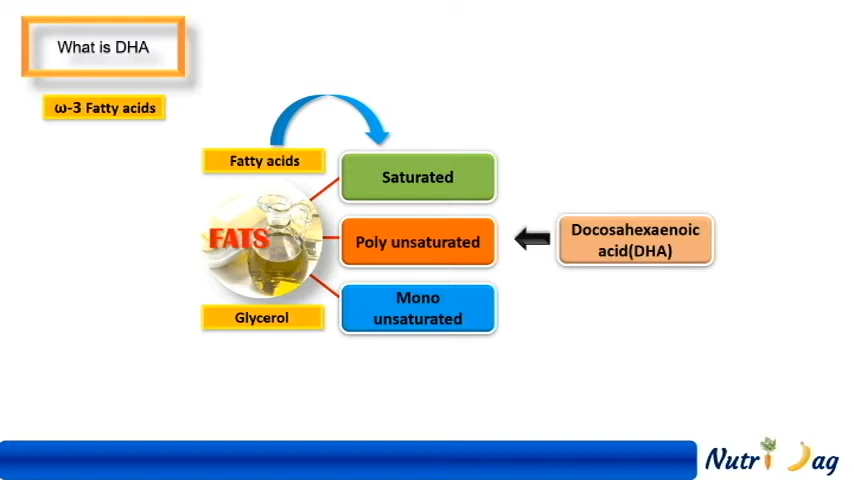 What is DHA
ω-3 Fatty acids
Fatty acids
Saturated
FATS
Poly unsaturated
Docosahexaenoic
acid(DHA)
Mono
unsaturated
Glycerol
Nutri Jag